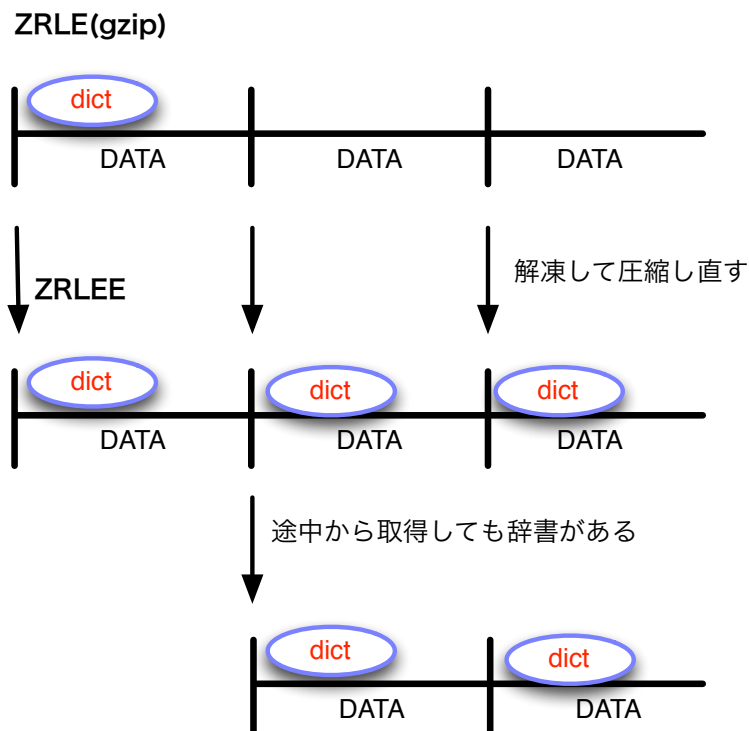 ZRLE(gzip)
dict
DATA DATA DATA
解凍して圧縮し直す
ZRLEE
dict dict dict
DATA DATA DATA
途中から取得しても辞書がある
dict dict
DATA DATA